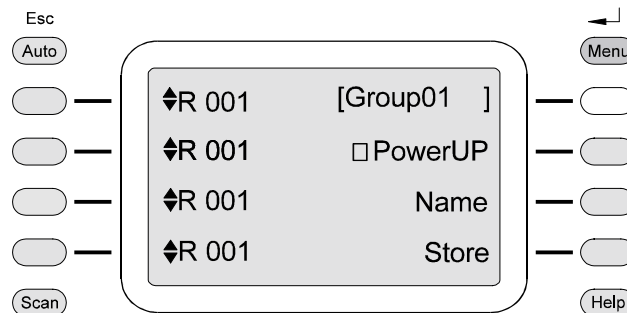 Esc
Auto
Menu
R 001 [Group01 ]
R 001 PowerUP
R 001 Name
R 001 Store
Scan
Help